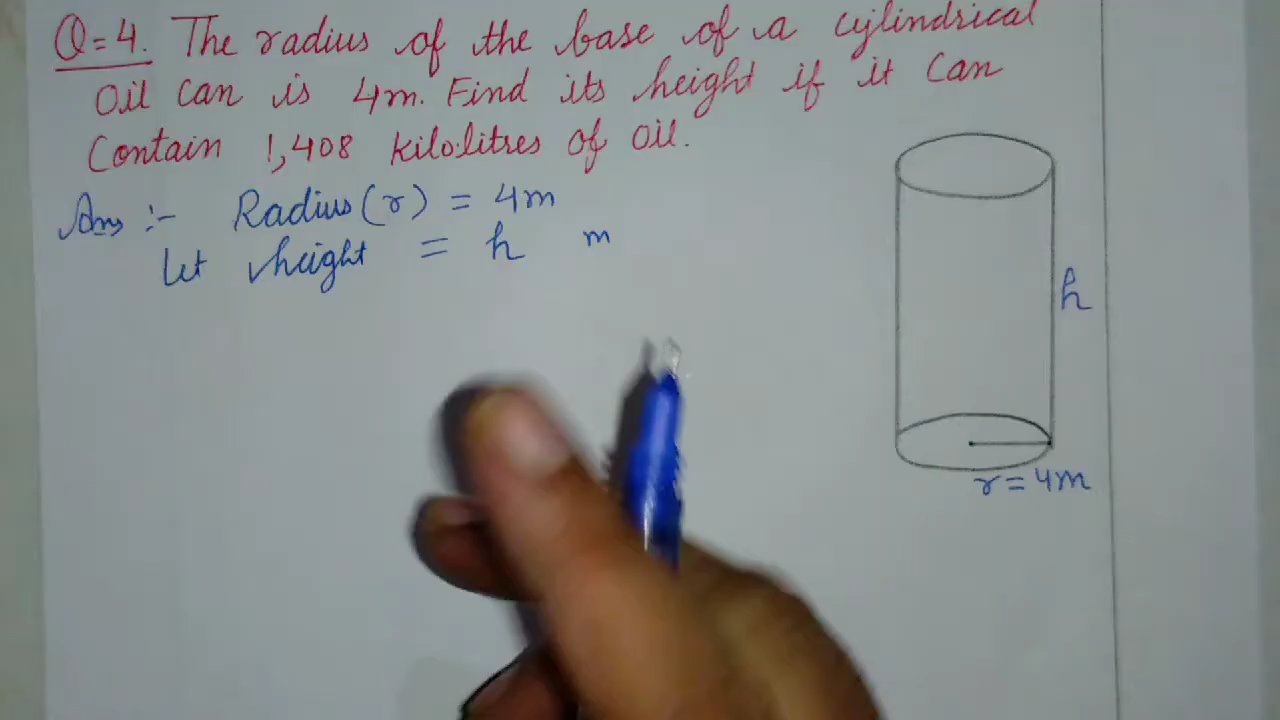 Q=4. The radius of the base of a cylindrical
Oil can is 4m. Find its height if it can
Contain 1,408 kilolitres of oil.
Ans :- Radius(r) = 4m
let height = h m
h
r = 4m